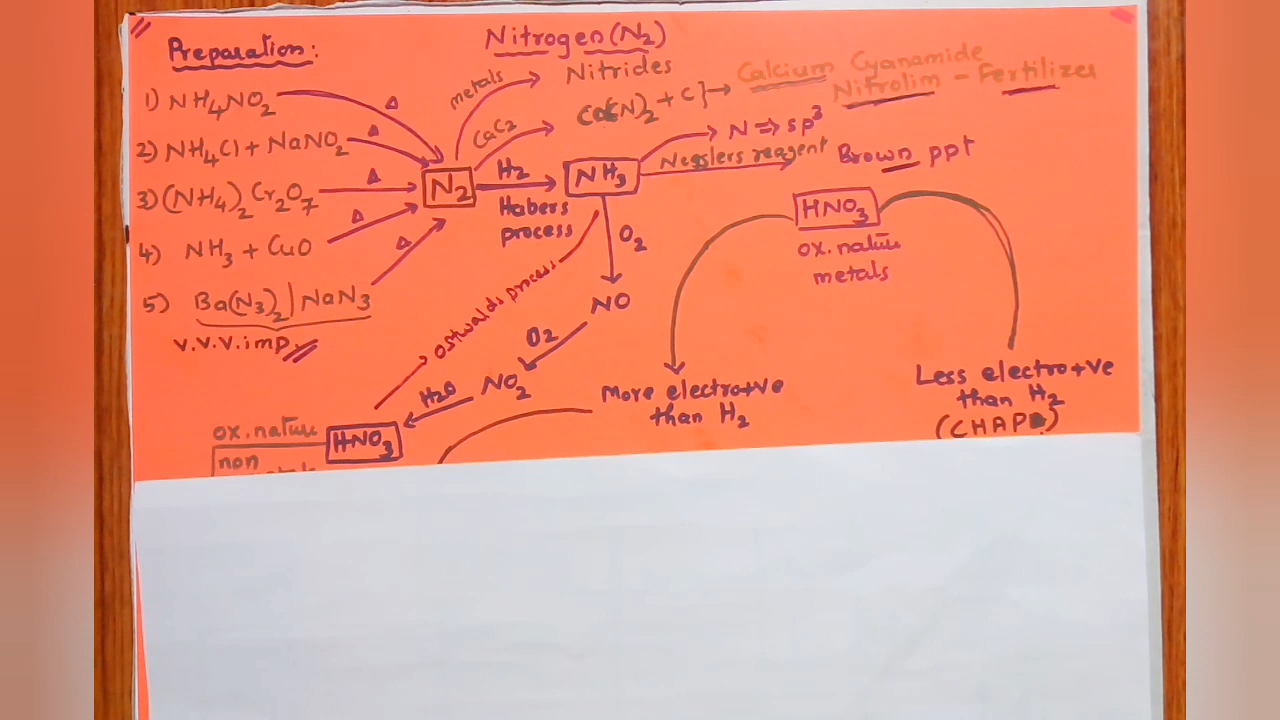 Nitrogen (N2)
Preparation:
1) NH4NO2
2) NH4Cl + NaNO2
3) (NH4)2Cr2O7
4) NH3 + CuO
5) Ba(N3)2 | NaN3
v.v.v.imp.
Δ
Δ
Δ
Δ
Δ
N2
metals
Nitrides
CaC2
Ca(CN)2 + C} → Calcium Cyanamide
Nitrolim - Fertilizer
H2
Habers
process
NH3
N ⇒ sp3
Nesslers reagent
Brown ppt
O2
NO
O2
NO2
H2O
HNO3
Ostwalds process
ox.nature
non
HNO3
ox.nature
metals
More electro+ve
than H2
Less electro+ve
than H2